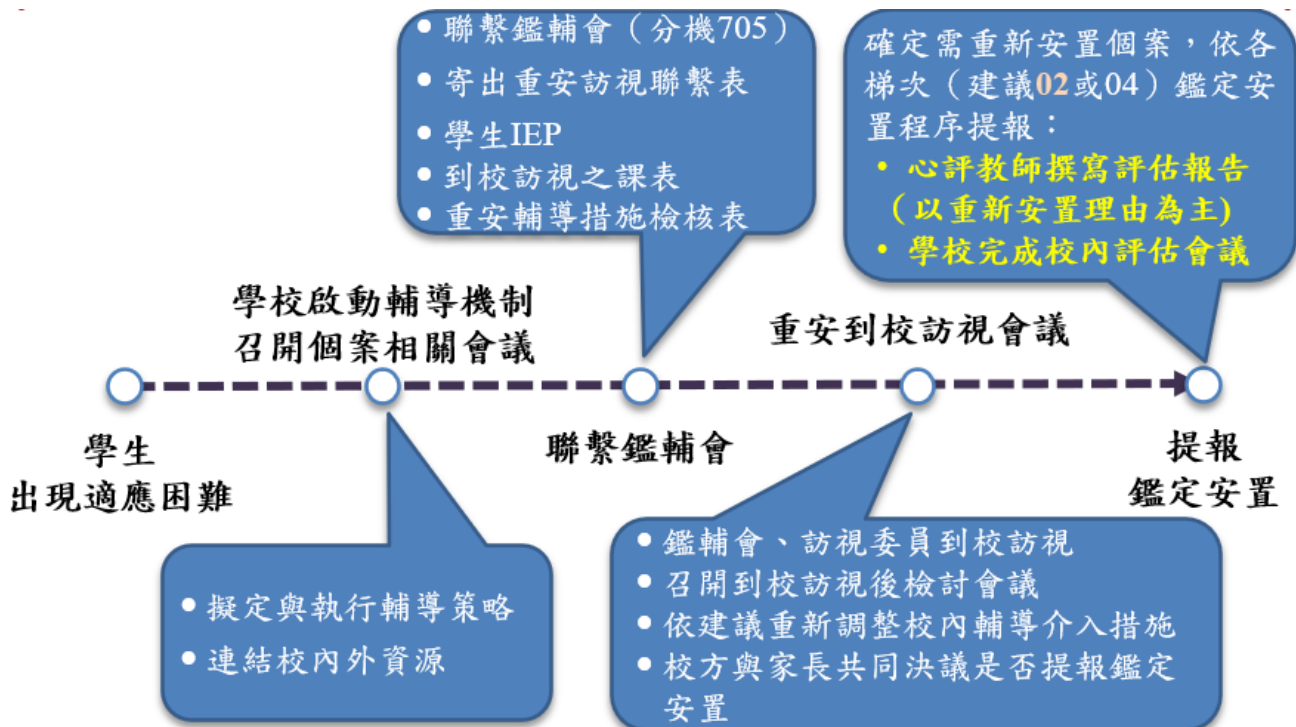 • 聯繫鑑輔會（分機705）
• 寄出重安訪視聯繫表
• 學生IEP
• 到校訪視之課表
• 重安輔導措施檢核表
確定需重新安置個案，依各
梯次（建議02或04）鑑定安
置程序提報：
• 心評教師撰寫評估報告
（以重新安置理由為主)
• 學校完成校內評估會議
學校啟動輔導機制
召開個案相關會議
重安到校訪視會議
學生
出現適應困難
聯繫鑑輔會
提報
鑑定安置
• 擬定與執行輔導策略
• 連結校內外資源
• 鑑輔會、訪視委員到校訪視
• 召開到校訪視後檢討會議
• 依建議重新調整校內輔導介入措施
• 校方與家長共同決議是否提報鑑定
安置